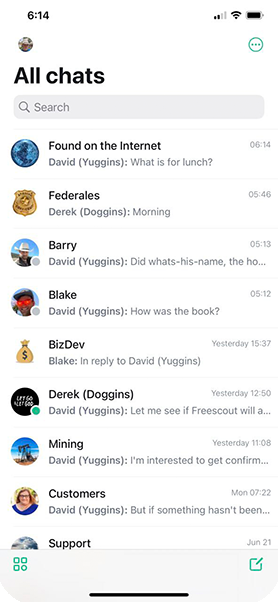 6:14
All chats
Search
Found on the Internet 06:14
David (Yuggins): What is for lunch?
Federales 05:46
Derek (Doggins): Morning
Barry 05:13
David (Yuggins): Did whats-his-name, the ho...
Blake 05:12
David (Yuggins): How was the book?
BizDev Yesterday 15:37
Blake: In reply to David (Yuggins)
Derek (Doggins) Yesterday 12:50
David (Yuggins): Let me see if Freescout will a...
Mining Yesterday 11:08
David (Yuggins): I'm interested to get confirm...
Customers Mon 07:22
David (Yuggins): But if something hasn't been...
Support Jun 21